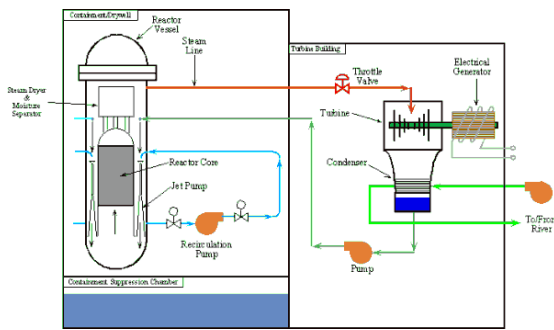 Containment/Drywell
Reactor
Vessel
Steam
Line
Turbine Building
Electrical
Generator
Throttle
Valve
Steam Dryer
&
Moisture
Separator
Turbine
Condenser
Reactor Core
Jet Pump
To/From
River
Recirculation
Pump
Pump
Containment Suppression Chamber